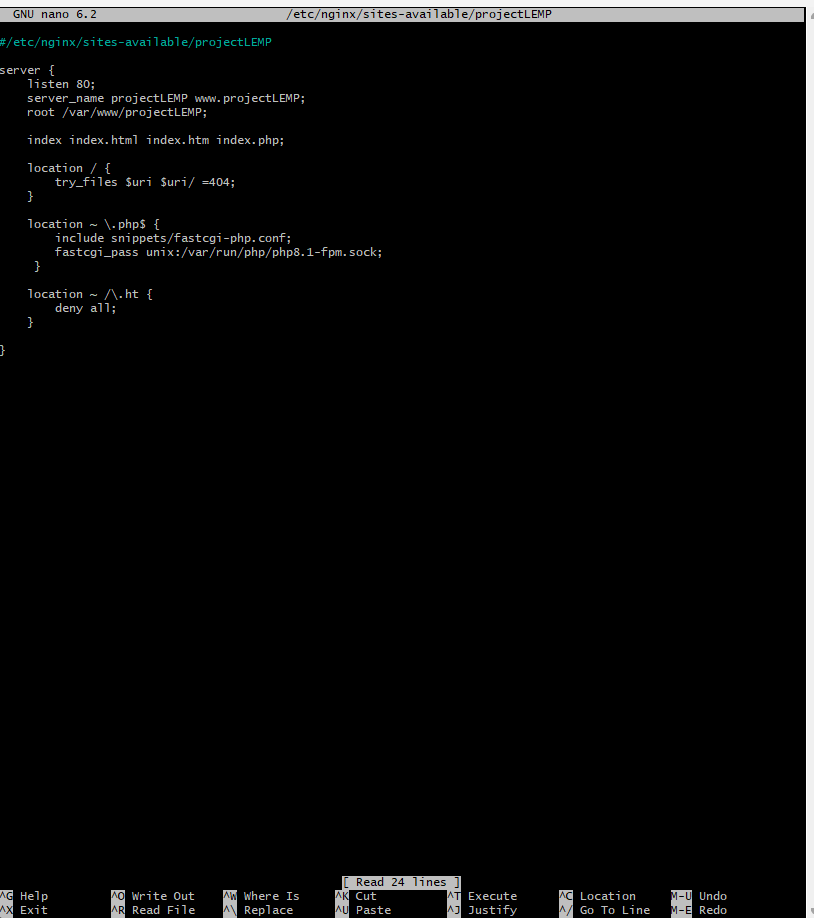 GNU nano 6.2 /etc/nginx/sites-available/projectLEMP
#/etc/nginx/sites-available/projectLEMP
server {
listen 80;
server_name projectLEMP www.projectLEMP;
root /var/www/projectLEMP;
index index.html index.htm index.php;
location / {
try_files $uri $uri/ =404;
}
location ~ \.php$ {
include snippets/fastcgi-php.conf;
fastcgi_pass unix:/var/run/php/php8.1-fpm.sock;
}
location ~ /\.ht {
deny all;
}
}
[ Read 24 lines ]
^G Help ^O Write Out ^W Where Is ^K Cut ^T Execute ^C Location M-U Undo
^X Exit ^R Read File ^\ Replace ^U Paste ^J Justify ^/ Go To Line M-E Redo